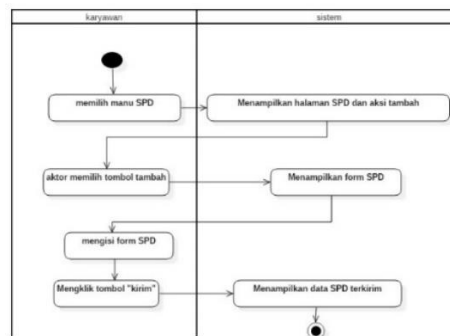 karyawan
sistem
memilih manu SPD
Menampilkan halaman SPD dan aksi tambah
aktor memilih tombol tambah
Menampilkan form SPD
mengisi form SPD
Mengklik tombol "kirim"
Menampilkan data SPD terkirim